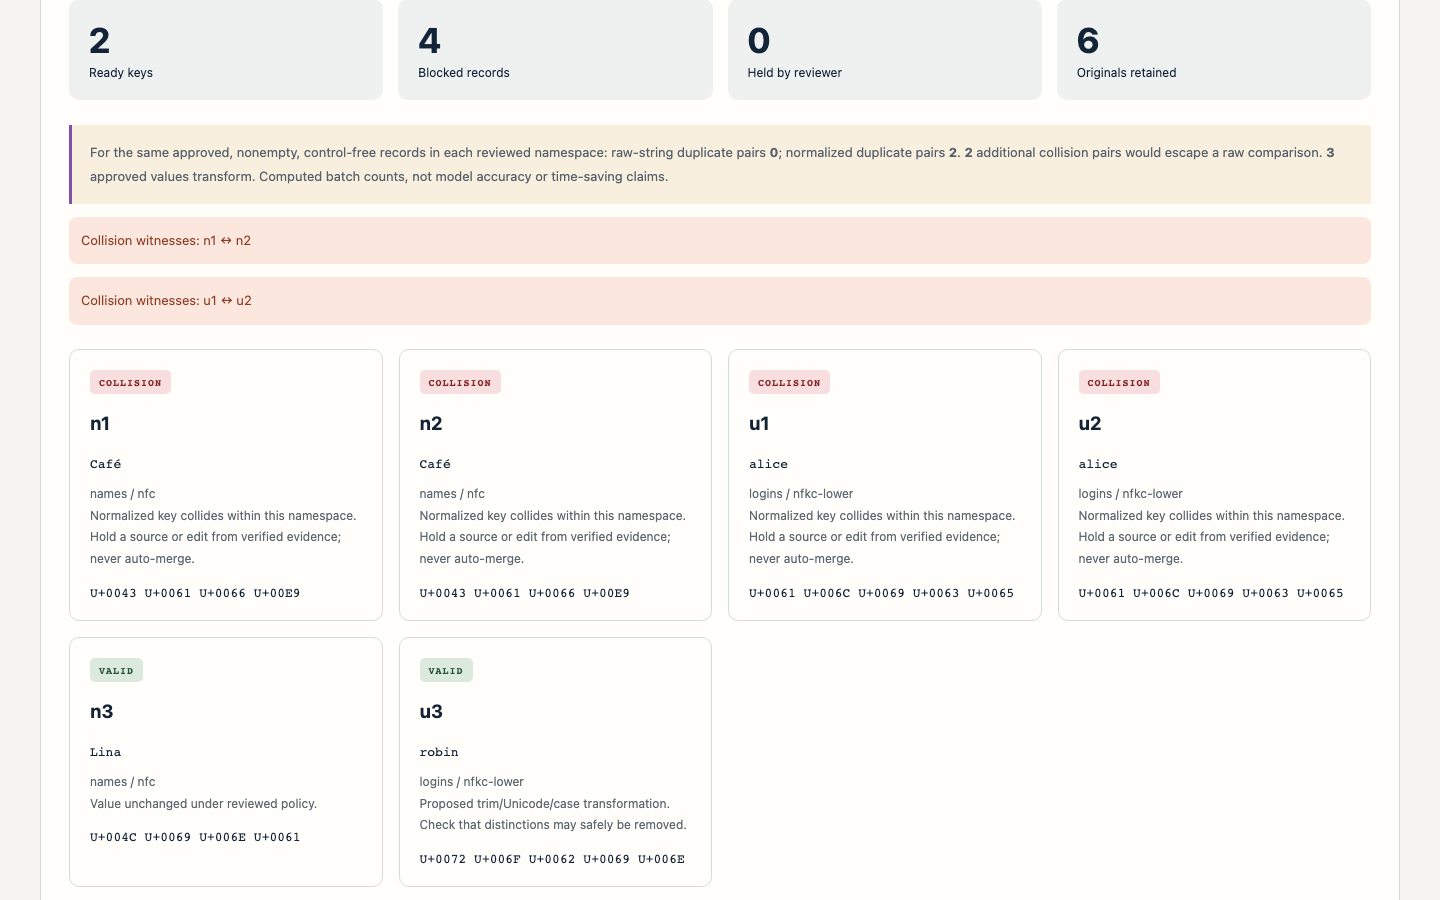 2
Ready keys
4
Blocked records
0
Held by reviewer
6
Originals retained
For the same approved, nonempty, control-free records in each reviewed namespace: raw-string duplicate pairs 0; normalized duplicate pairs 2. 2 additional collision pairs would escape a raw comparison. 3
approved values transform. Computed batch counts, not model accuracy or time-saving claims.
Collision witnesses: n1 ↔ n2
Collision witnesses: u1 ↔ u2
COLLISION
n1
Café
names / nfc
Normalized key collides within this namespace.
Hold a source or edit from verified evidence;
never auto-merge.
U+0043 U+0061 U+0066 U+00E9
COLLISION
n2
Café
names / nfc
Normalized key collides within this namespace.
Hold a source or edit from verified evidence;
never auto-merge.
U+0043 U+0061 U+0066 U+00E9
COLLISION
u1
alice
logins / nfkc-lower
Normalized key collides within this namespace.
Hold a source or edit from verified evidence;
never auto-merge.
U+0061 U+006C U+0069 U+0063 U+0065
COLLISION
u2
alice
logins / nfkc-lower
Normalized key collides within this namespace.
Hold a source or edit from verified evidence;
never auto-merge.
U+0061 U+006C U+0069 U+0063 U+0065
VALID
n3
Lina
names / nfc
Value unchanged under reviewed policy.
U+004C U+0069 U+006E U+0061
VALID
u3
robin
logins / nfkc-lower
Proposed trim/Unicode/case transformation.
Check that distinctions may safely be removed.
U+0072 U+006F U+0062 U+0069 U+006E